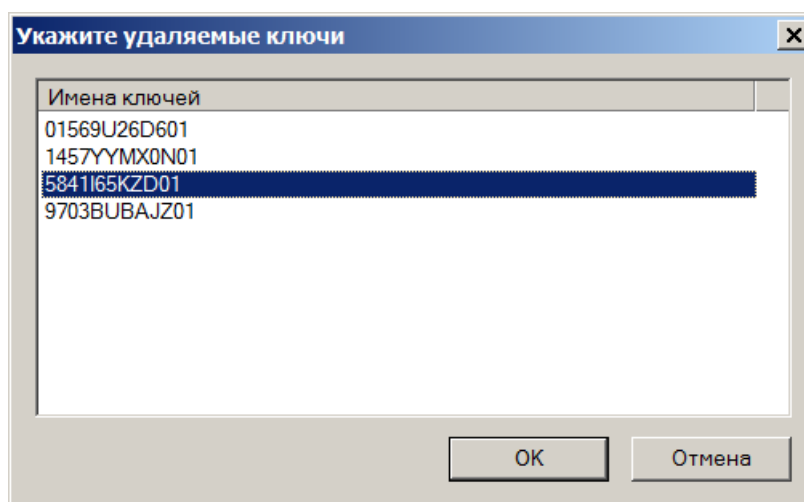 Укажите удаляемые ключи
Имена ключей
01569U26D601
1457YYMX0N01
5841I65KZD01
9703BUBAJZ01
OK
Отмена